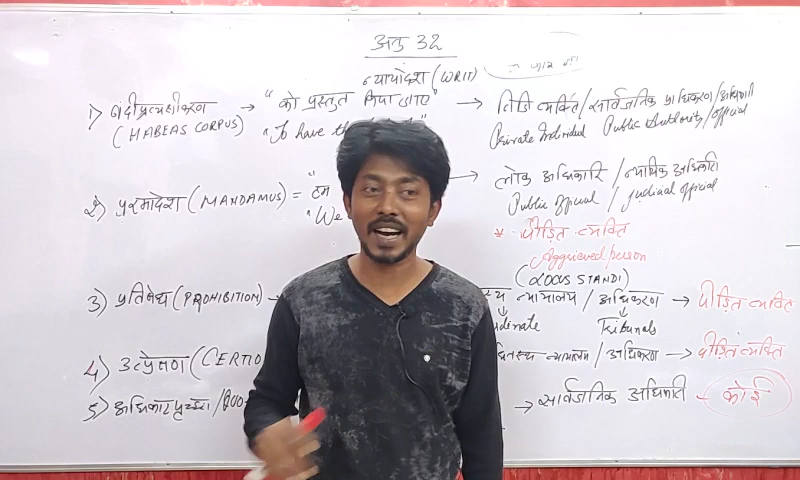 अनु 32
न्यायादेश (WRIT)
1) बंदीप्रत्यक्षीकरण → "को प्रस्तुत किया जाए" → निजि व्यक्ति / सार्वजनिक प्राधिकरण / अधिकारी
(HABEAS CORPUS) "To have the Private Individual Public Authority / official
2) परमादेश (MANDAMUS) = "हम → लोक अधिकारि / न्यायिक अधिकारी
"We Public official / judicial official
* पीड़ित व्यक्ति
Aggrieved person
(LOCUS STANDI)
3) प्रतिषेध (PROHIBITION) → स्थ न्यायालय / अधिकरण → पीड़ित व्यक्ति
Tribunals
4) उत्प्रेषण (CERTIO स्थ न्यायालय / अधिकरण → पीड़ित व्यक्ति
5) अधिकार पृच्छा / QUO → सार्वजनिक अधिकारी - कोई